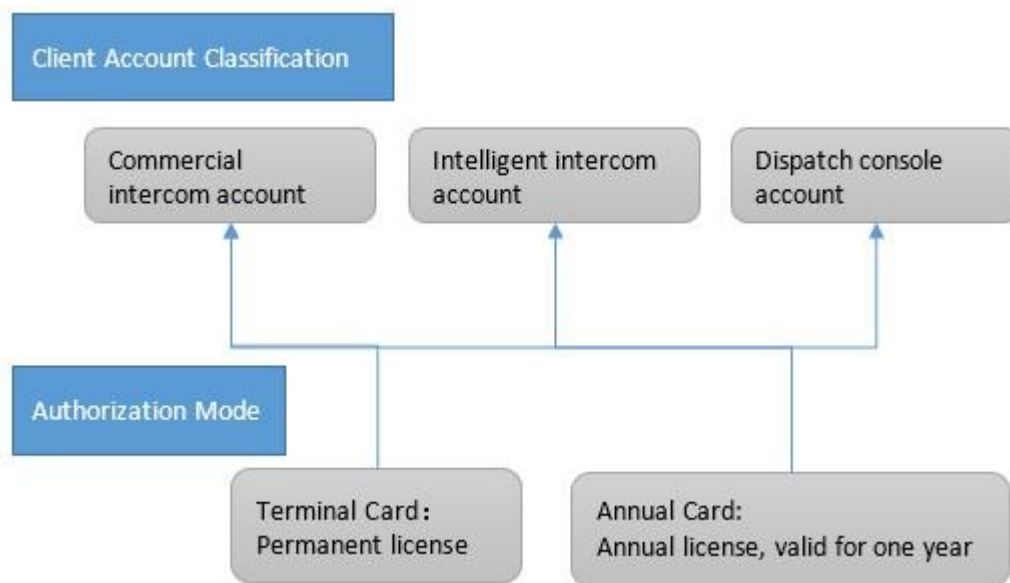 Client Account Classification
Commercial
intercom account
Intelligent intercom
account
Dispatch console
account
Authorization Mode
Terminal Card：
Permanent license
Annual Card:
Annual license, valid for one year